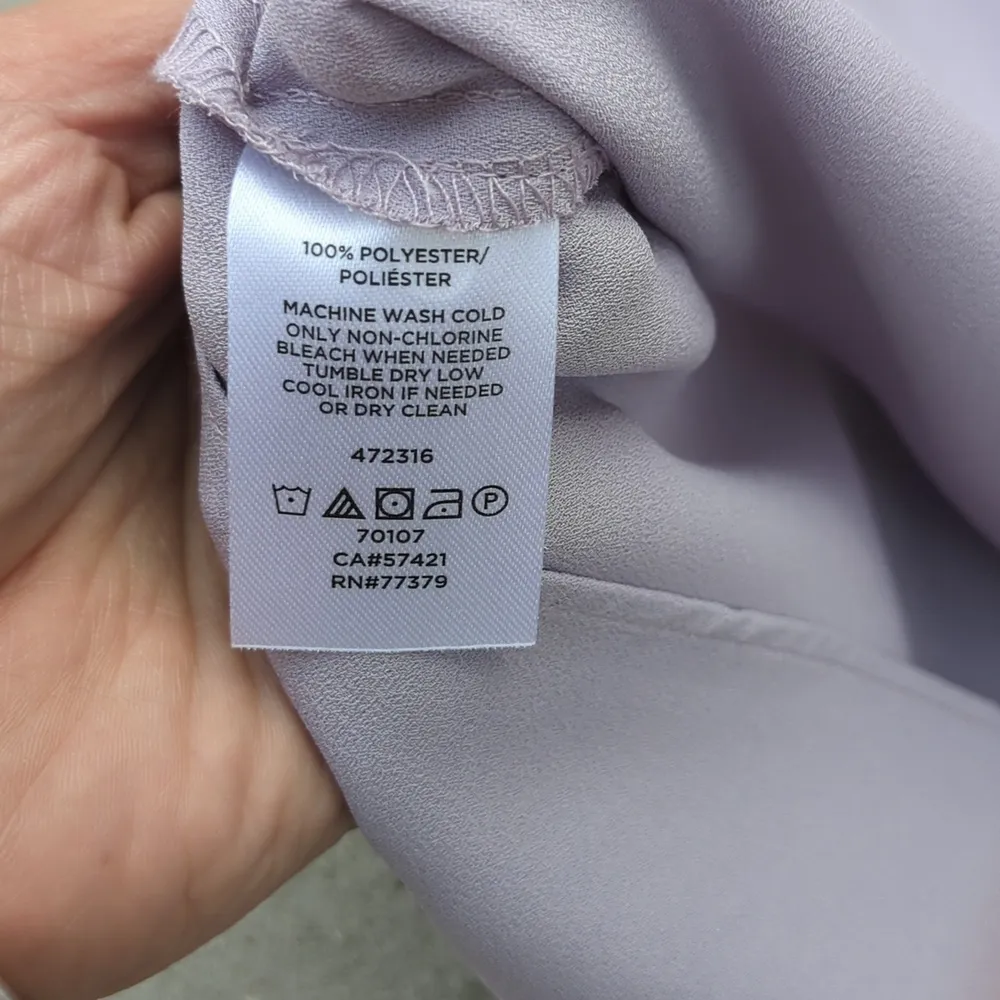 100% POLYESTER/
POLIÉSTER
MACHINE WASH COLD
ONLY NON-CHLORINE
BLEACH WHEN NEEDED
TUMBLE DRY LOW
COOL IRON IF NEEDED
OR DRY CLEAN
472316
P
70107
CA#57421
RN#77379